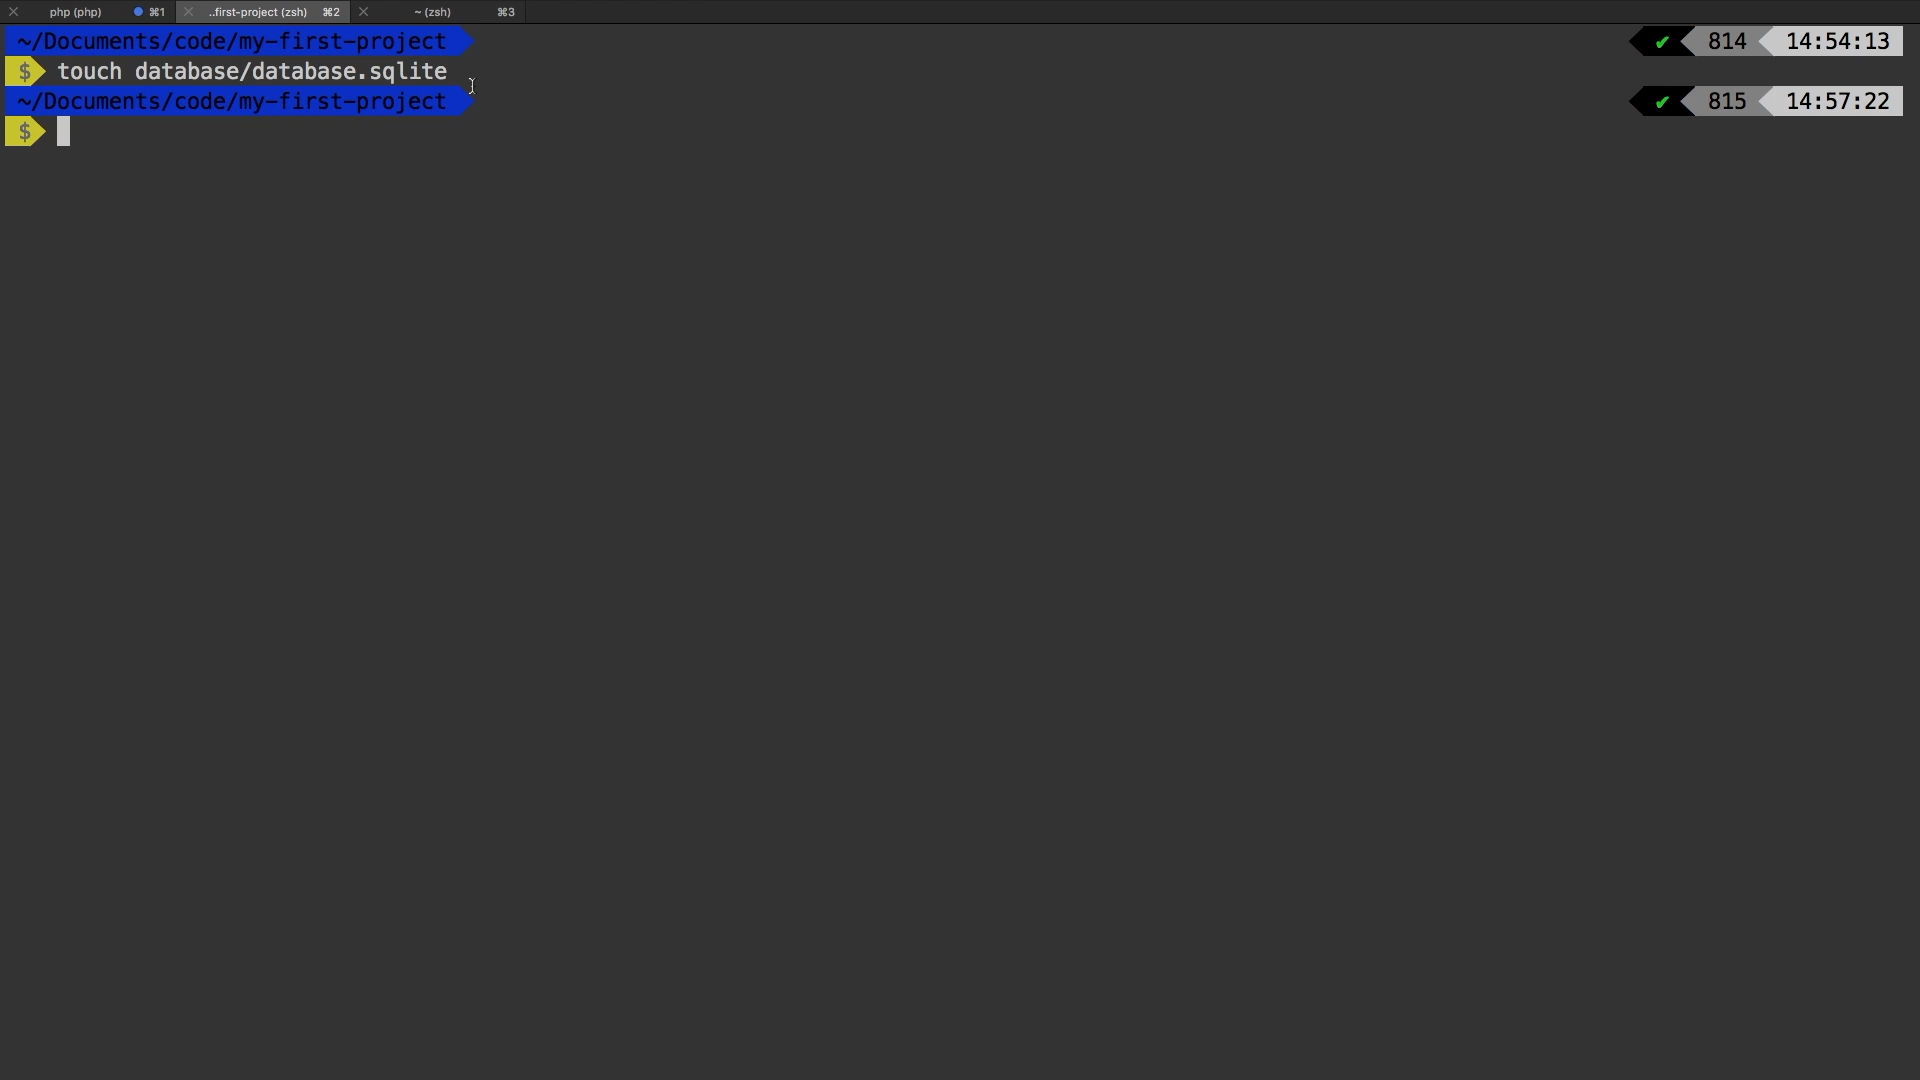 php (php) ⌘1 ..first-project (zsh) ⌘2 ~ (zsh) ⌘3
~/Documents/code/my-first-project ✔ 814 14:54:13
$ touch database/database.sqlite
~/Documents/code/my-first-project ✔ 815 14:57:22
$